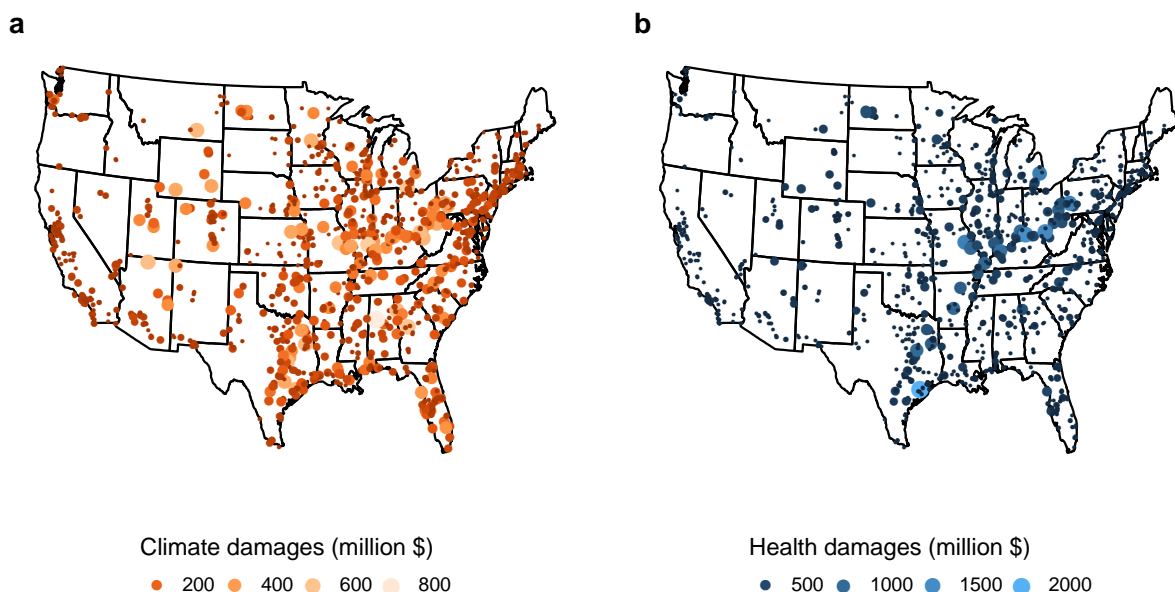 a
b
Climate damages (million $)
200 400 600 800
Health damages (million $)
500 1000 1500 2000